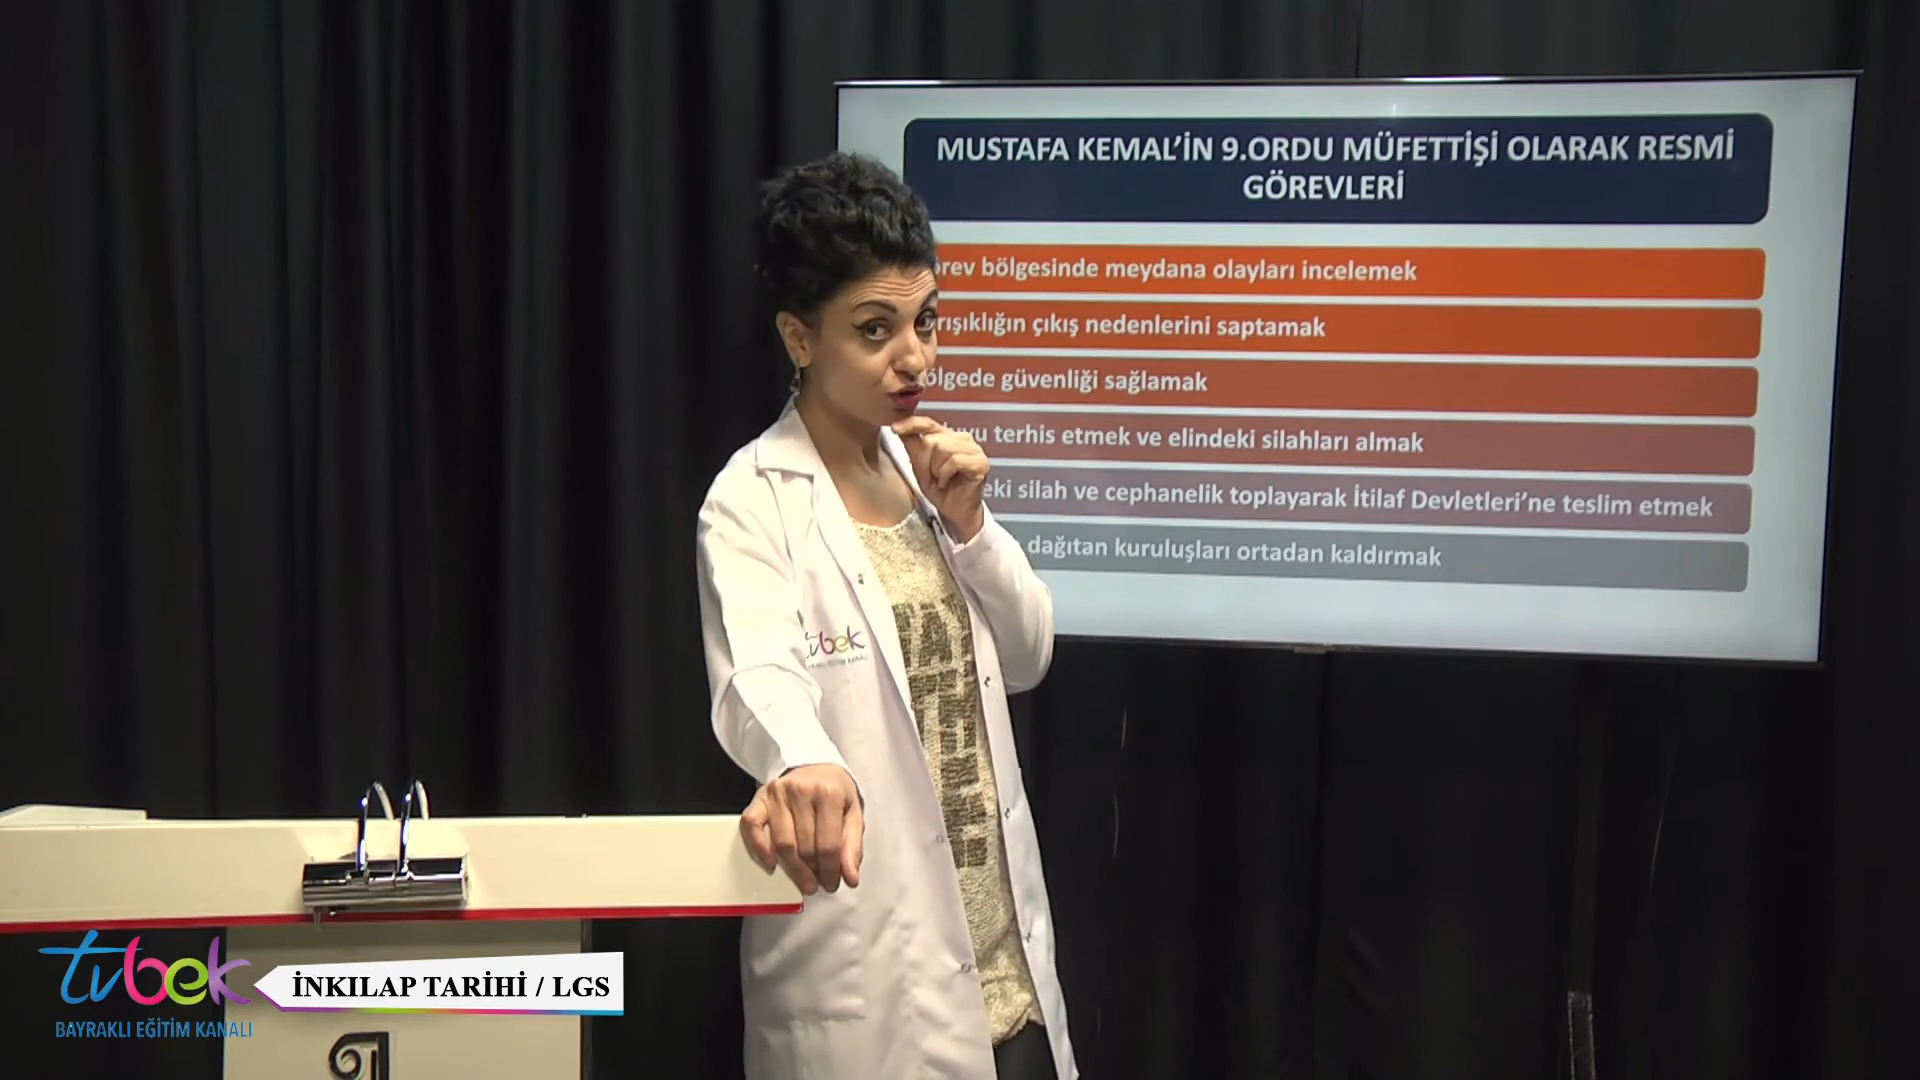 MUSTAFA KEMAL'İN 9.ORDU MÜFETTİŞİ OLARAK RESMİ
GÖREVLERİ
bölgesinde meydana olayları incelemek
çıkış nedenlerini saptamak
güvenliği sağlamak
terhis etmek ve elindeki silahları almak
silah ve cephanelik toplayarak İtilaf Devletleri'ne teslim etmek
dağıtan kuruluşları ortadan kaldırmak
tvbek
tvbek
BAYRAKLI EĞİTİM KANALI
İNKILAP TARİHİ / LGS